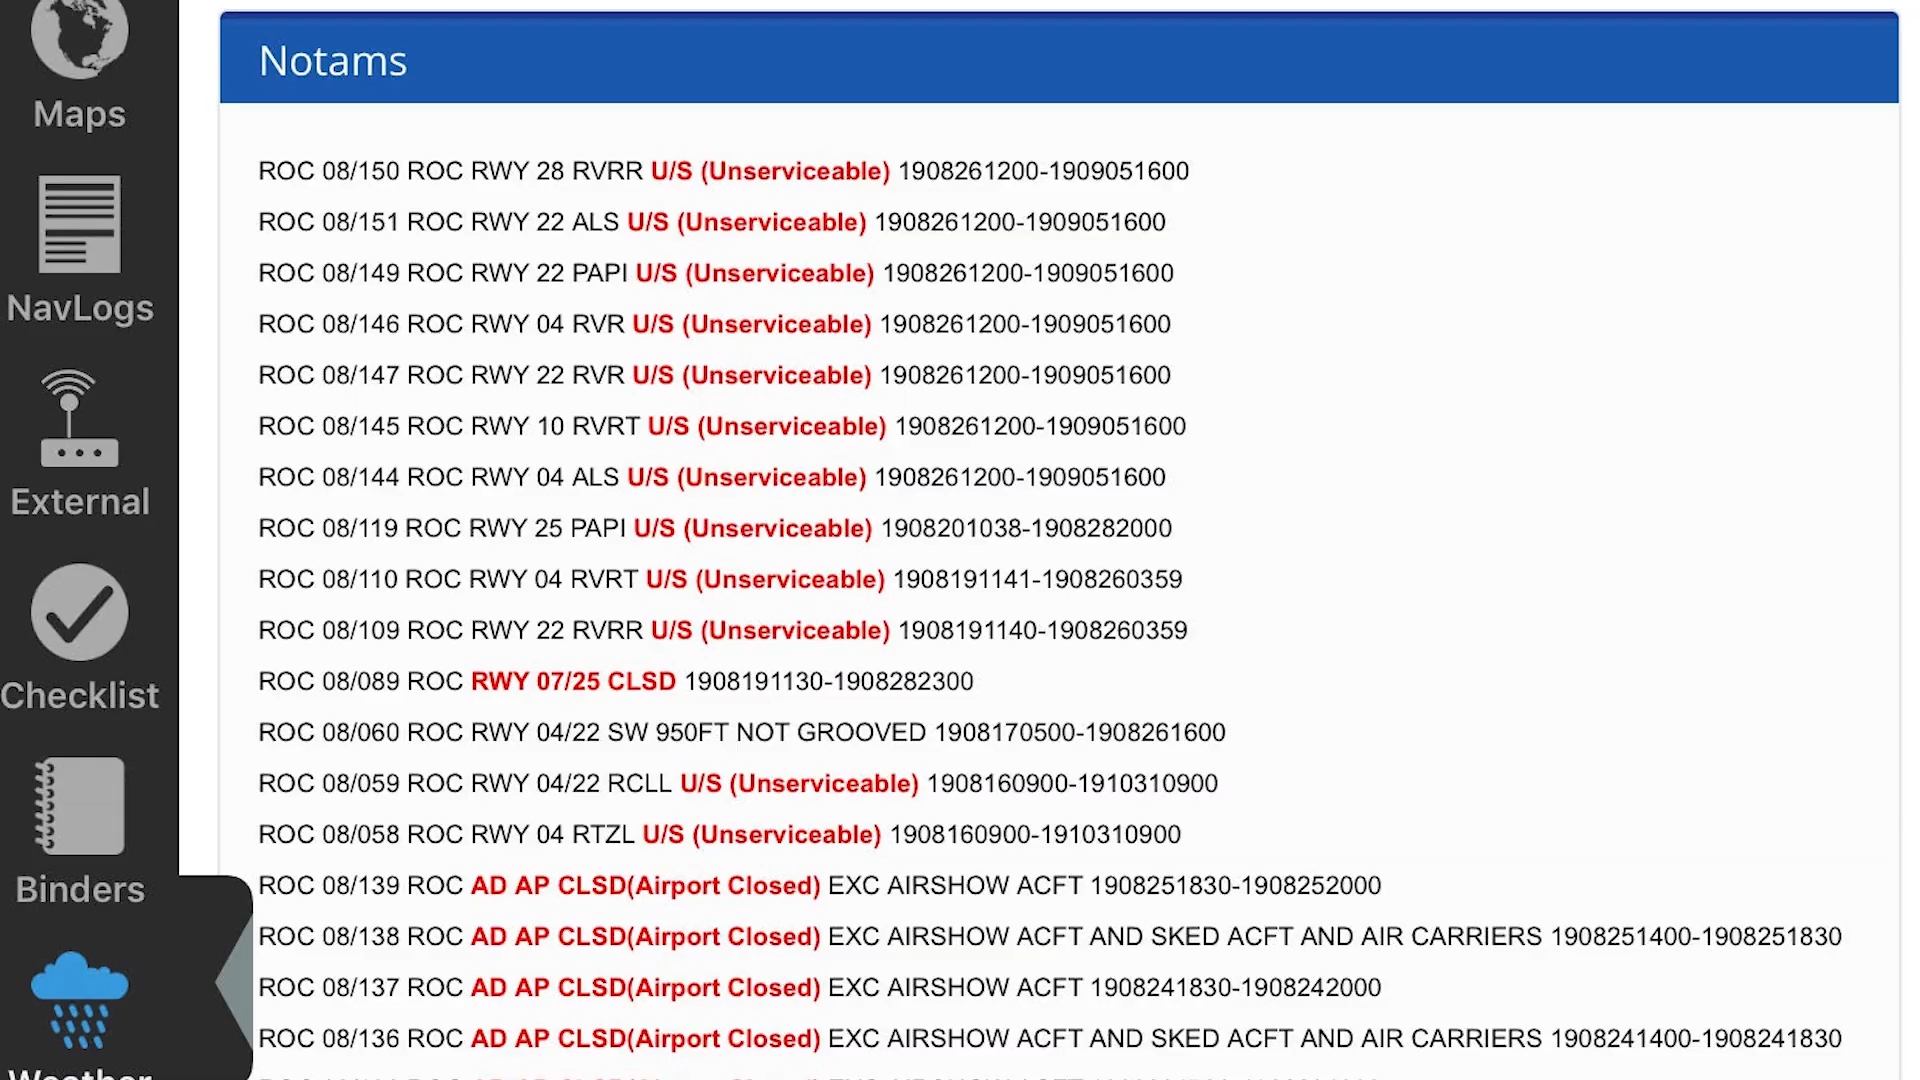 Maps
NavLogs
External
Checklist
Binders
Weather
Notams
ROC 08/150 ROC RWY 28 RVRR U/S (Unserviceable) 1908261200-1909051600
ROC 08/151 ROC RWY 22 ALS U/S (Unserviceable) 1908261200-1909051600
ROC 08/149 ROC RWY 22 PAPI U/S (Unserviceable) 1908261200-1909051600
ROC 08/146 ROC RWY 04 RVR U/S (Unserviceable) 1908261200-1909051600
ROC 08/147 ROC RWY 22 RVR U/S (Unserviceable) 1908261200-1909051600
ROC 08/145 ROC RWY 10 RVRT U/S (Unserviceable) 1908261200-1909051600
ROC 08/144 ROC RWY 04 ALS U/S (Unserviceable) 1908261200-1909051600
ROC 08/119 ROC RWY 25 PAPI U/S (Unserviceable) 1908201038-1908282000
ROC 08/110 ROC RWY 04 RVRT U/S (Unserviceable) 1908191141-1908260359
ROC 08/109 ROC RWY 22 RVRR U/S (Unserviceable) 1908191140-1908260359
ROC 08/089 ROC RWY 07/25 CLSD 1908191130-1908282300
ROC 08/060 ROC RWY 04/22 SW 950FT NOT GROOVED 1908170500-1908261600
ROC 08/059 ROC RWY 04/22 RCLL U/S (Unserviceable) 1908160900-1910310900
ROC 08/058 ROC RWY 04 RTZL U/S (Unserviceable) 1908160900-1910310900
ROC 08/139 ROC AD AP CLSD(Airport Closed) EXC AIRSHOW ACFT 1908251830-1908252000
ROC 08/138 ROC AD AP CLSD(Airport Closed) EXC AIRSHOW ACFT AND SKED ACFT AND AIR CARRIERS 1908251400-1908251830
ROC 08/137 ROC AD AP CLSD(Airport Closed) EXC AIRSHOW ACFT 1908241830-1908242000
ROC 08/136 ROC AD AP CLSD(Airport Closed) EXC AIRSHOW ACFT AND SKED ACFT AND AIR CARRIERS 1908241400-1908241830